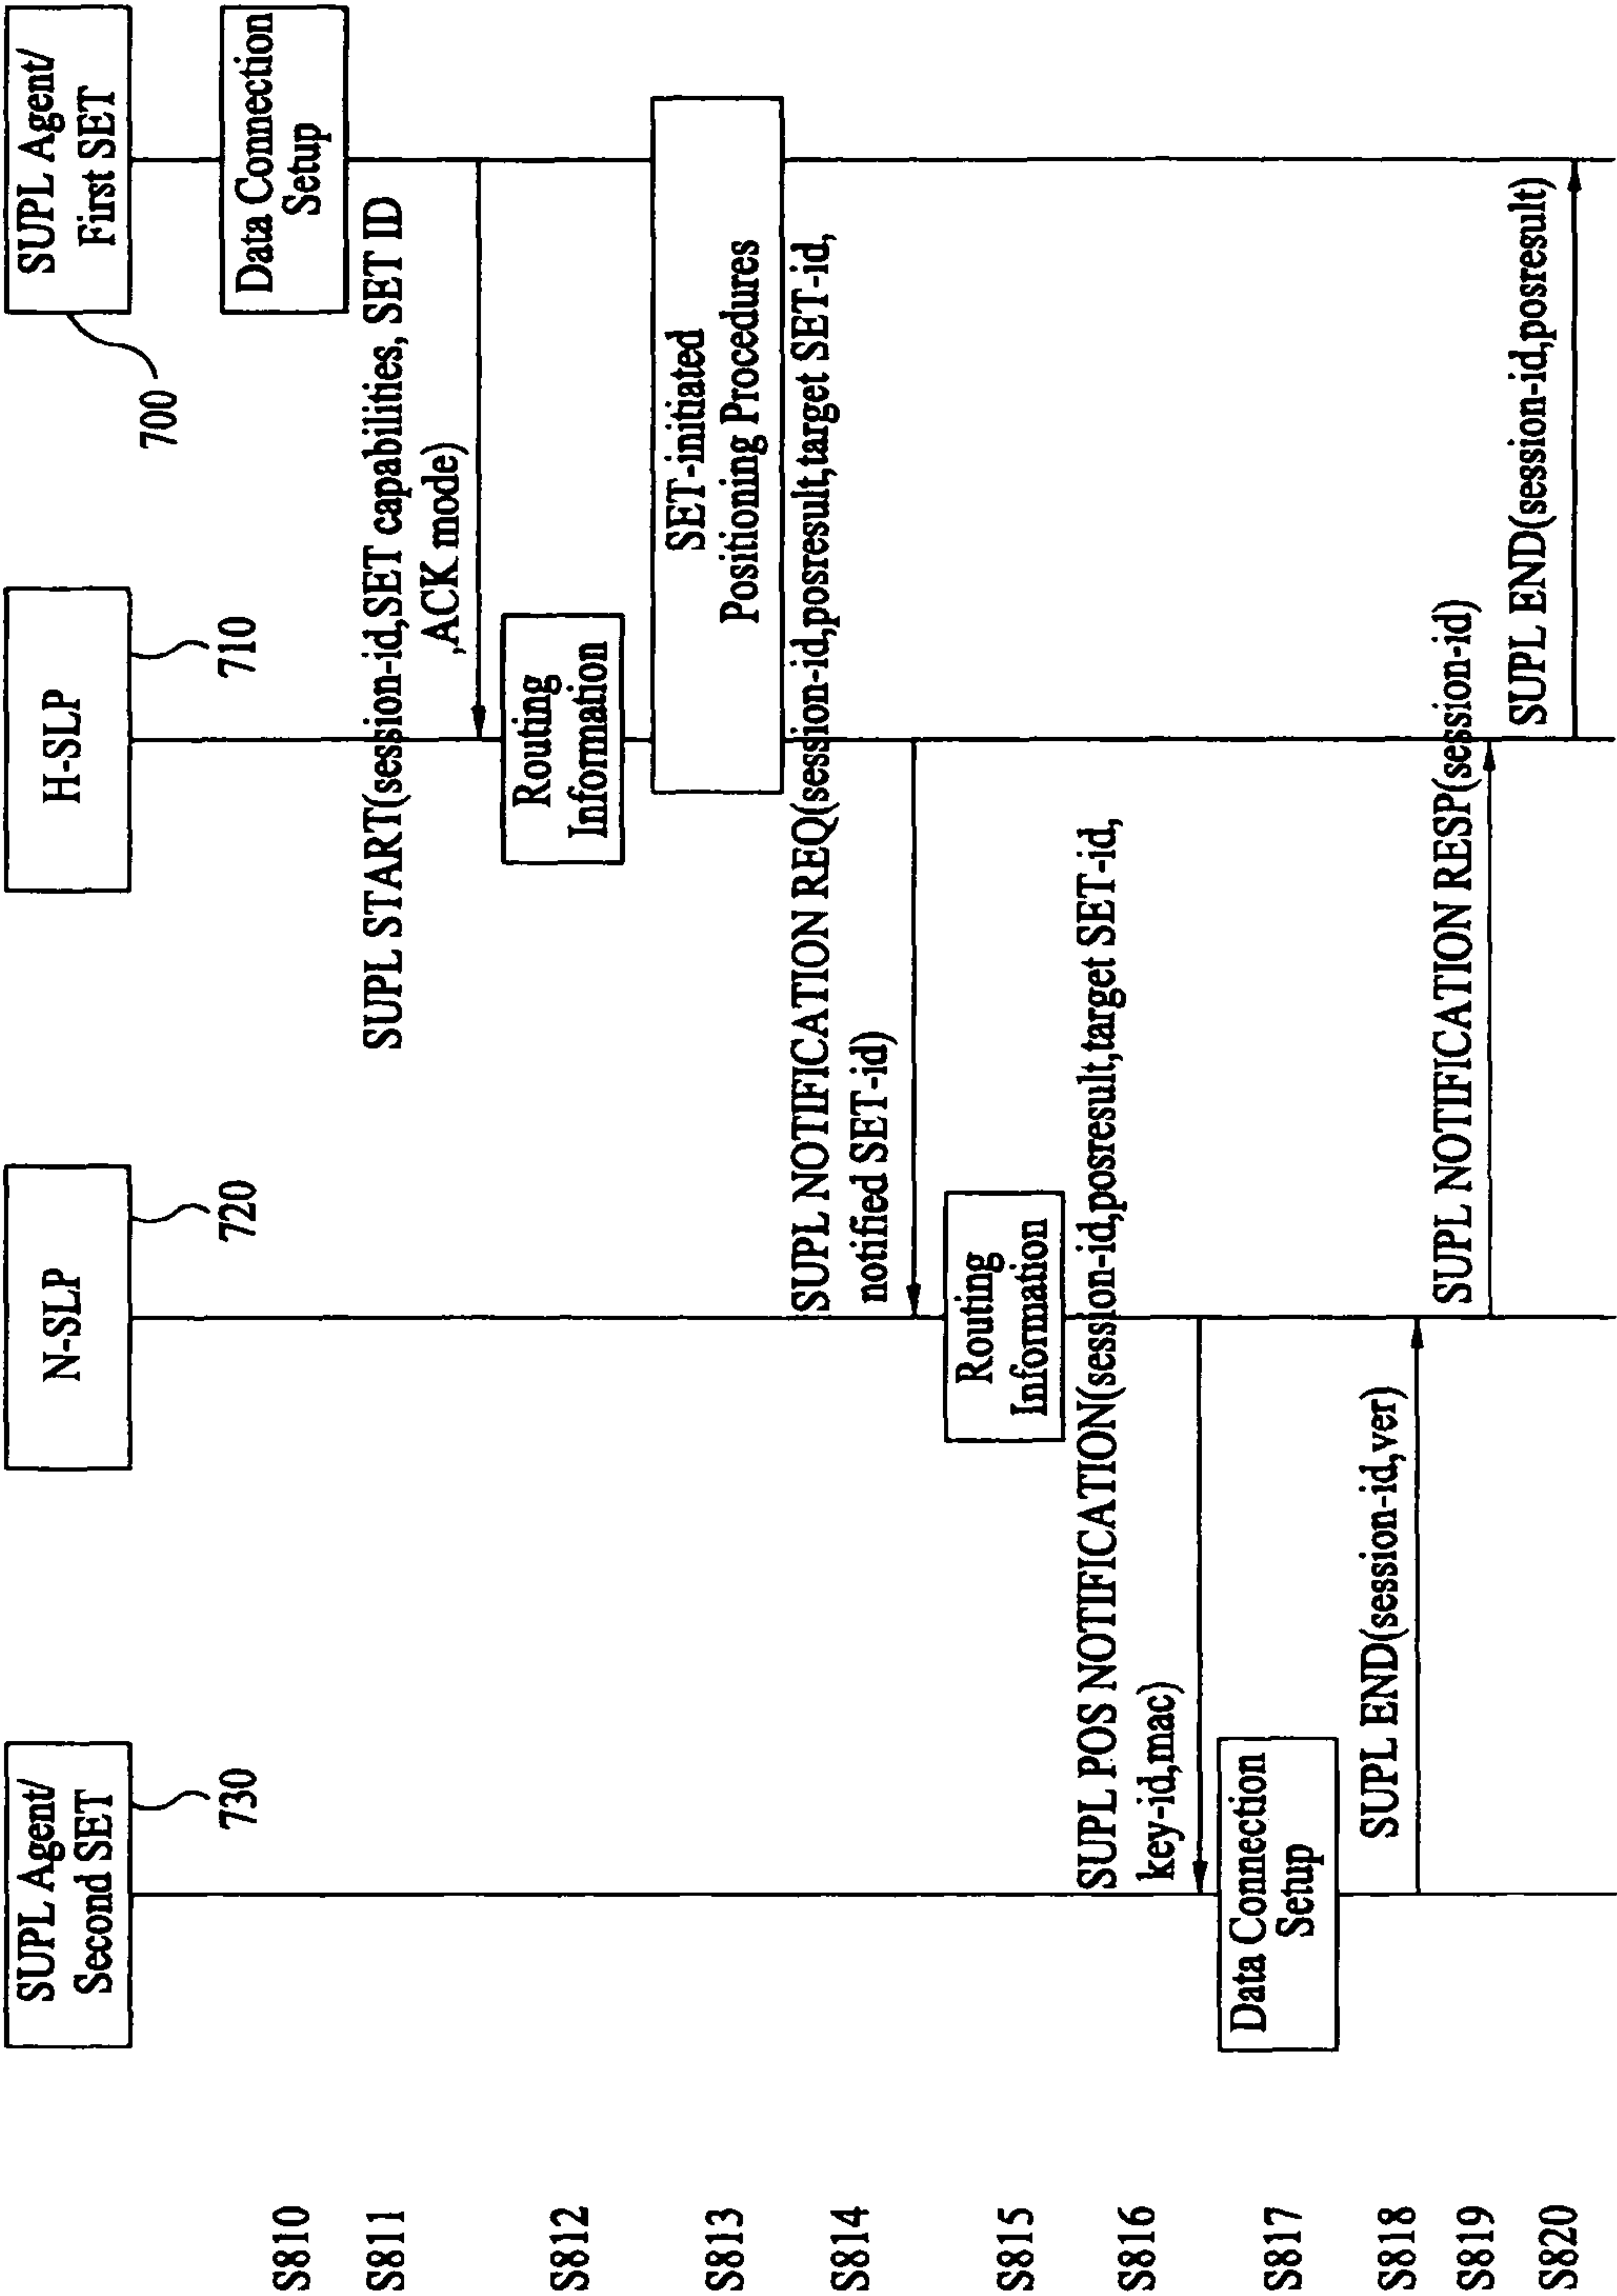 SUPL Agent/
Second SET
730
N-SLP
720
H-SLP
710
SUPL Agent/
First SET
700
S810
Data Connection
Setup
S811
SUPL START(session-id,SET capabilities, SET ID
,ACK mode)
S812
Routing
Information
S813
SET-initiated
Positioning Procedures
S814
SUPL NOTIFICATION REQ(session-id,posresult,target SET-id,
notified SET-id)
S815
Routing
Information
S816
SUPL POS NOTIFICATION(session-id,posresult,target SET-id,
key-id,mac)
S817
Data Connection
Setup
S818
SUPL END(session-id,ver)
S819
SUPL NOTIFICATION RESP(session-id)
S820
SUPL END(session-id,posresult)